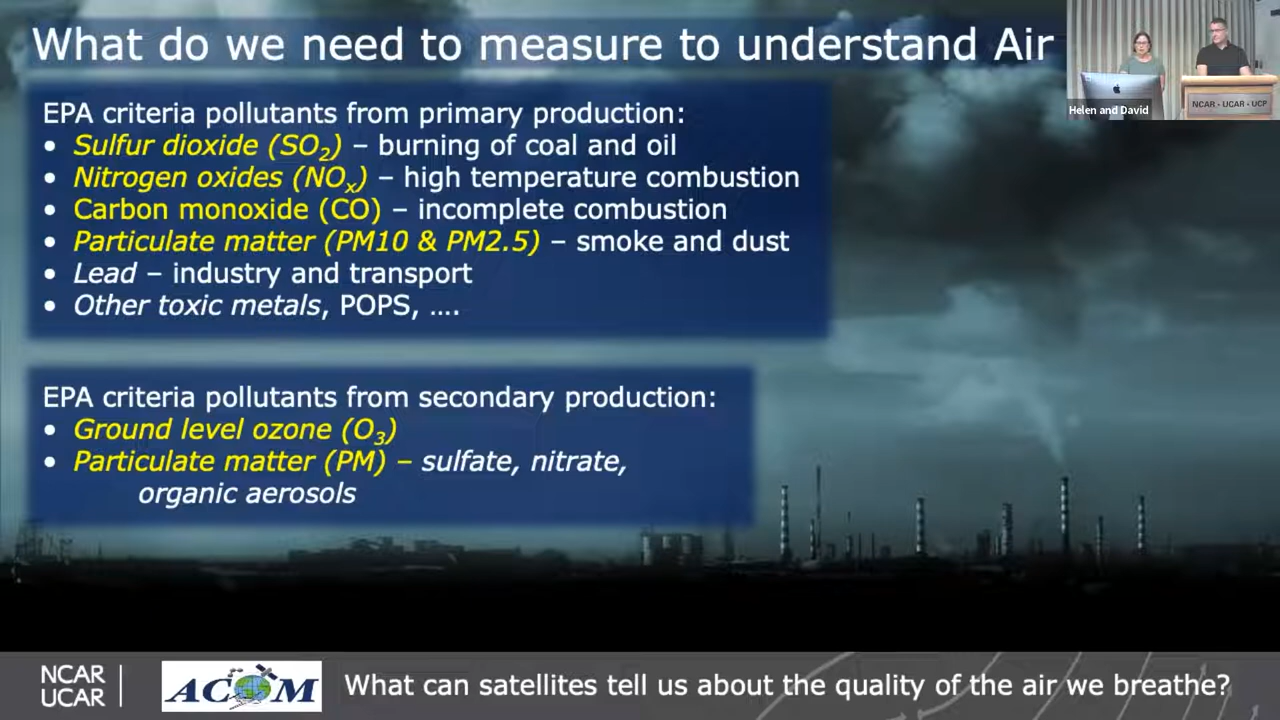 What do we need to measure to understand Air
EPA criteria pollutants from primary production:
• Sulfur dioxide (SO₂) – burning of coal and oil
• Nitrogen oxides (NOₓ) – high temperature combustion
• Carbon monoxide (CO) – incomplete combustion
• Particulate matter (PM10 & PM2.5) – smoke and dust
• Lead – industry and transport
• Other toxic metals, POPS, ....
EPA criteria pollutants from secondary production:
• Ground level ozone (O₃)
• Particulate matter (PM) – sulfate, nitrate,
organic aerosols
Helen and David
NCAR • UCAR • UCP
NCAR
UCAR
ACOM
What can satellites tell us about the quality of the air we breathe?